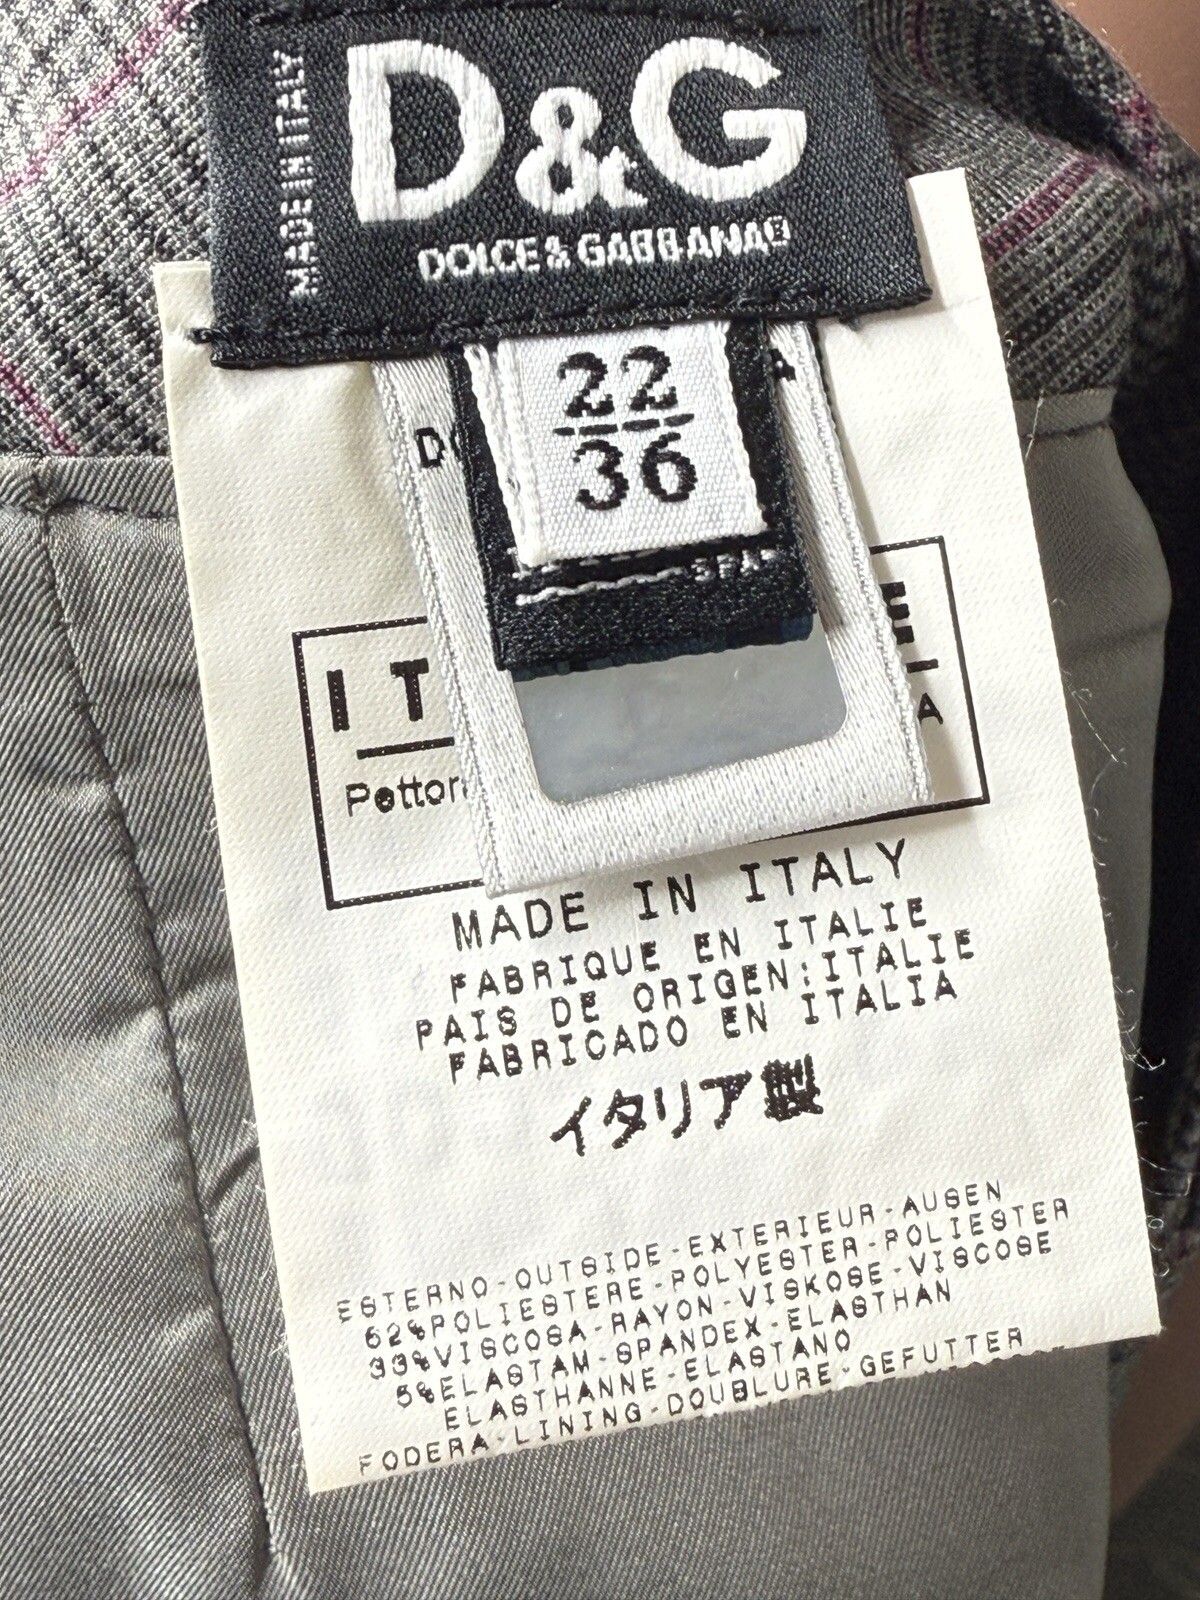 MADE IN ITALY
D&G
DOLCE & GABBANA®
22
36
IT
E
Pettor
A
MADE IN ITALY
FABRIQUE EN ITALIE
PAIS DE ORIGEN:ITALIE
FABRICADO EN ITALIA
イタリア製
ESTERNO-OUTSIDE-EXTERIEUR-AUSEN
62%POLIESTERE-POLYESTER-POLIESTER
33%VISCOSA-RAYON-VISKOSE-VISCOSE
5%ELASTAM-SPANDEX-ELASTHAN
ELASTHANNE-ELASTANO
FODERA-LINING-DOUBLURE-GEFUTTER